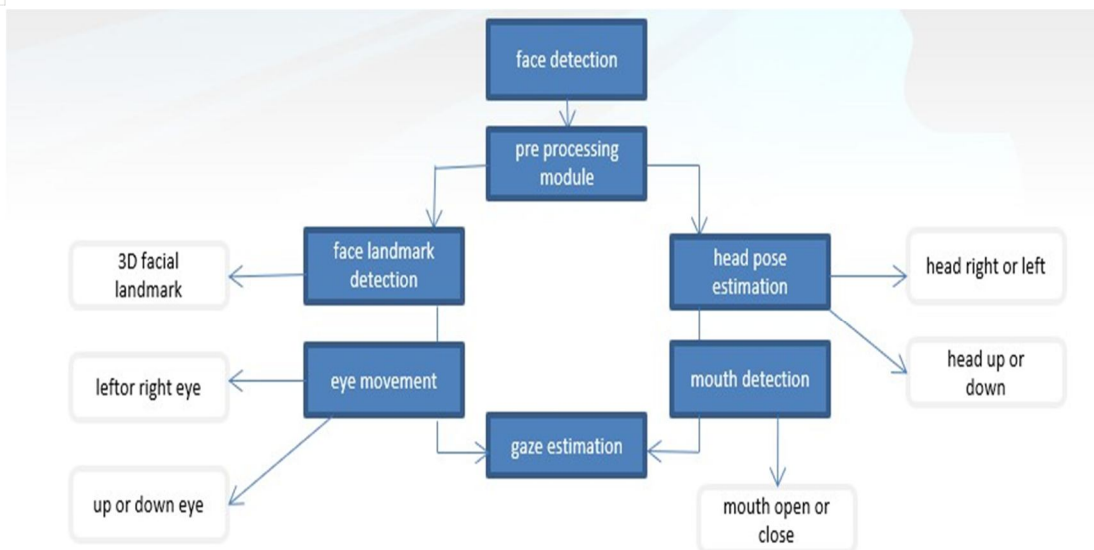 face detection
pre processing
module
face landmark
detection
head pose
estimation
3D facial
landmark
head right or left
head up or
down
eye movement
mouth detection
leftor right eye
gaze estimation
up or down eye
mouth open or
close